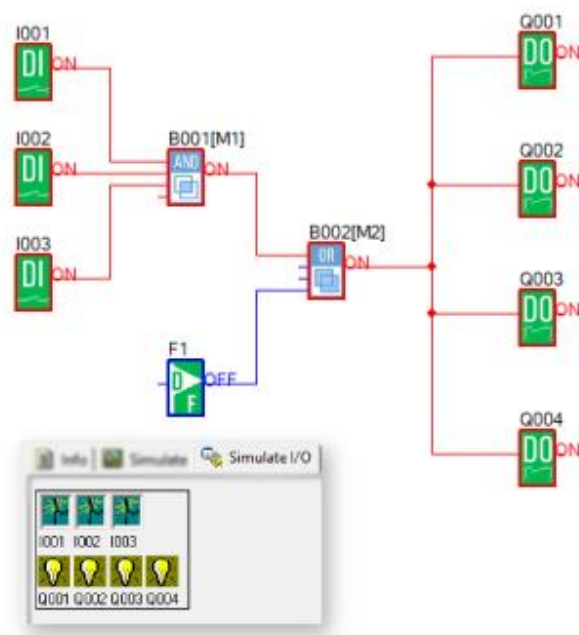 I001
DI ON
I002
DI ON
I003
DI ON
B001[M1]
AND ON
B002[M2]
OR ON
F1
D F OFF
Q001
DO ON
Q002
DO ON
Q003
DO ON
Q004
DO ON
Info Simulate Simulate I/O
I001 I002 I003
Q001 Q002 Q003 Q004